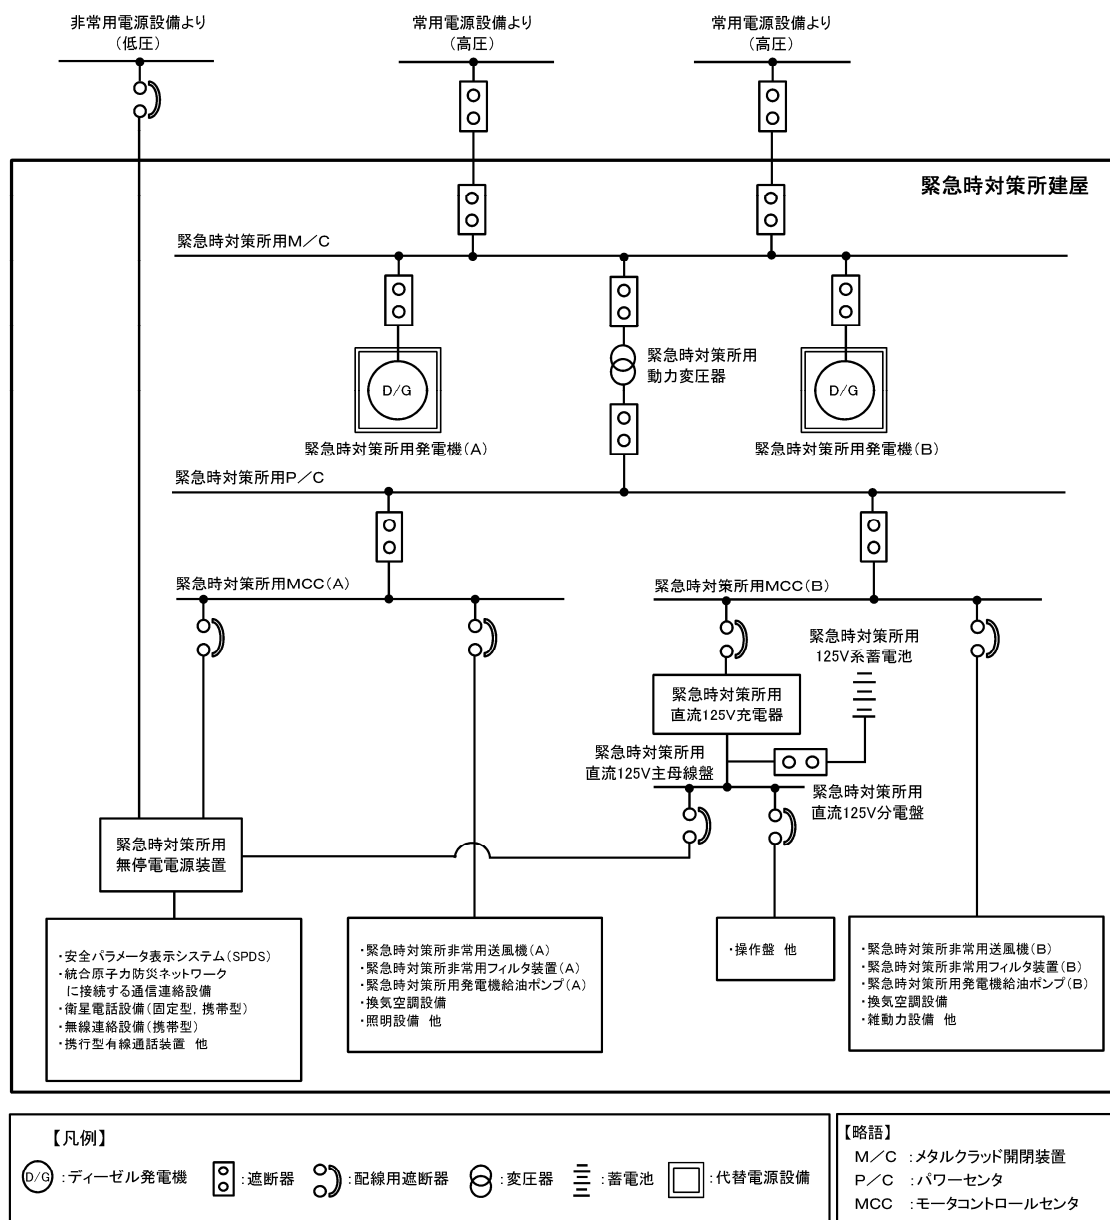 非常用電源設備より
(低圧)
常用電源設備より
(高圧)
常用電源設備より
(高圧)
緊急時対策所建屋
緊急時対策所用M/C
D/G
緊急時対策所用発電機(A)
緊急時対策所用
動力変圧器
D/G
緊急時対策所用発電機(B)
緊急時対策所用P/C
緊急時対策所用MCC(A)
緊急時対策所用MCC(B)
緊急時対策所用
125V系蓄電池
緊急時対策所用
直流125V充電器
緊急時対策所用
直流125V主母線盤
緊急時対策所用
直流125V分電盤
緊急時対策所用
無停電電源装置
・安全パラメータ表示システム(SPDS)
・統合原子力防災ネットワーク
に接続する通信連絡設備
・衛星電話設備(固定型,携帯型)
・無線連絡設備(携帯型)
・携行型有線通話装置 他
・緊急時対策所非常用送風機(A)
・緊急時対策所非常用フィルタ装置(A)
・緊急時対策所用発電機給油ポンプ(A)
・換気空調設備
・照明設備 他
・操作盤 他
・緊急時対策所非常用送風機(B)
・緊急時対策所非常用フィルタ装置(B)
・緊急時対策所用発電機給油ポンプ(B)
・換気空調設備
・雑動力設備 他
【凡例】
D/G :ディーゼル発電機
:遮断器
:配線用遮断器
:変圧器
:蓄電池
:代替電源設備
【略語】
M/C :メタルクラッド開閉装置
P/C :パワーセンタ
MCC :モータコントロールセンタ